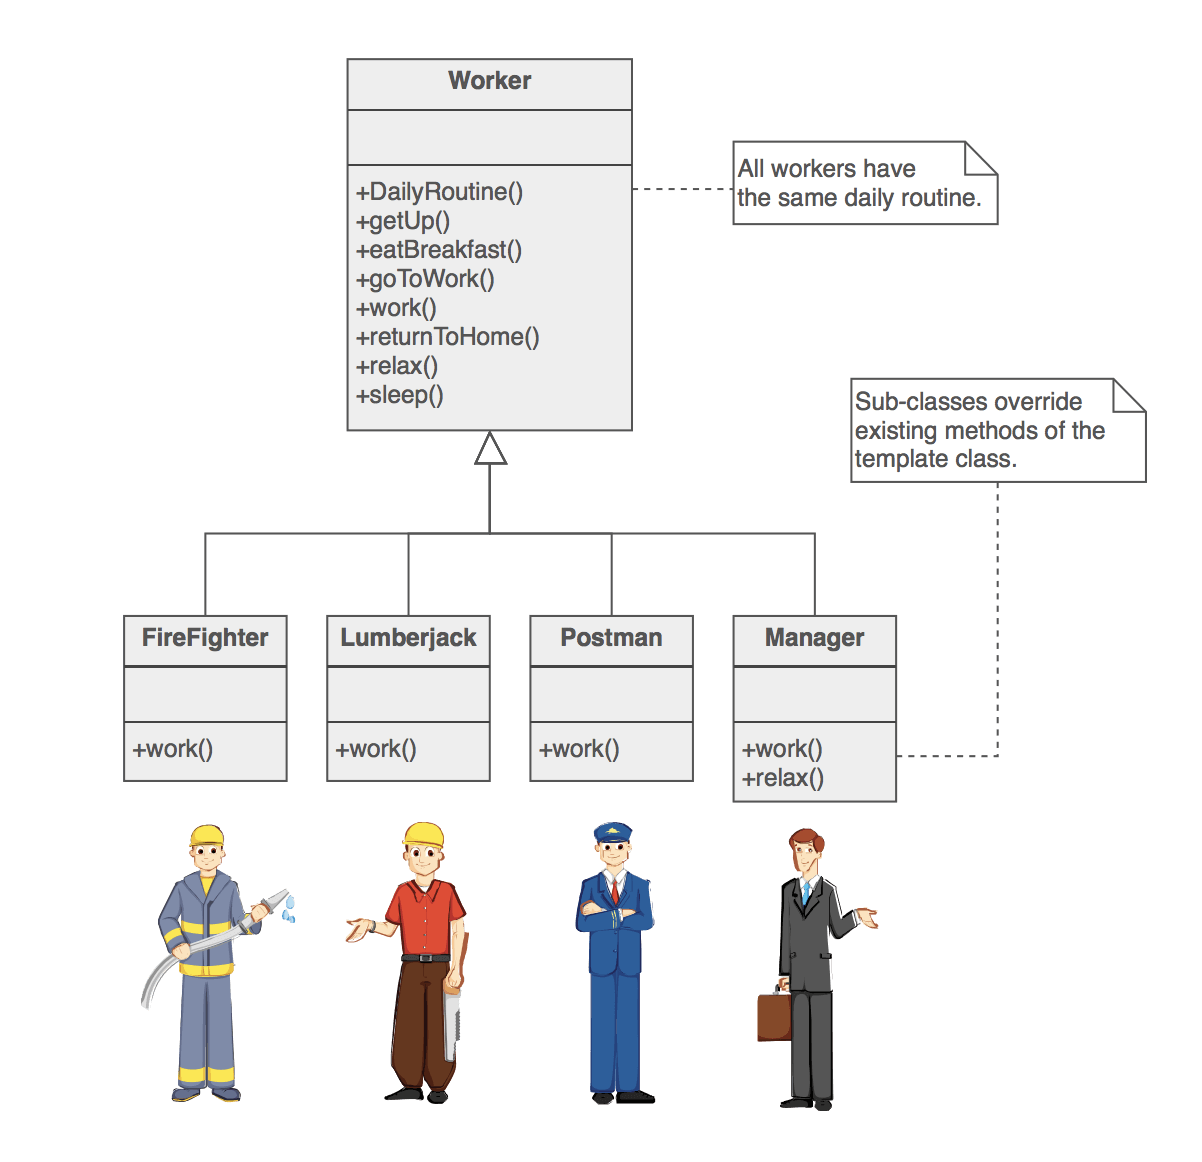 Worker
+DailyRoutine()
+getUp()
+eatBreakfast()
+goToWork()
+work()
+returnToHome()
+relax()
+sleep()
All workers have
the same daily routine.
Sub-classes override
existing methods of the
template class.
FireFighter
+work()
Lumberjack
+work()
Postman
+work()
Manager
+work()
+relax()